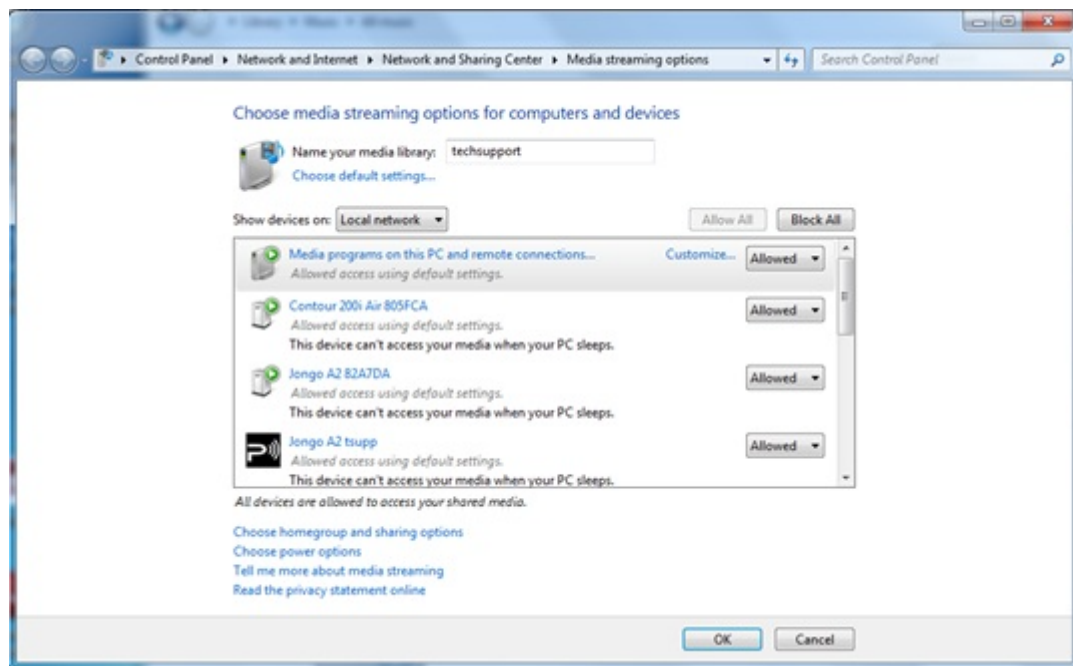 Control Panel ▸ Network and Internet ▸ Network and Sharing Center ▸ Media streaming options
Search Control Panel
Choose media streaming options for computers and devices
Name your media library: techsupport
Choose default settings...
Show devices on: Local network
Allow All
Block All
Media programs on this PC and remote connections...
Customize...
Allowed
Allowed access using default settings.
Contour 200i Air 805FCA
Allowed
Allowed access using default settings.
This device can't access your media when your PC sleeps.
Jongo A2 82A7DA
Allowed
Allowed access using default settings.
This device can't access your media when your PC sleeps.
Jongo A2 tsupp
Allowed
Allowed access using default settings.
This device can't access your media when your PC sleeps.
All devices are allowed to access your shared media.
Choose homegroup and sharing options
Choose power options
Tell me more about media streaming
Read the privacy statement online
OK
Cancel